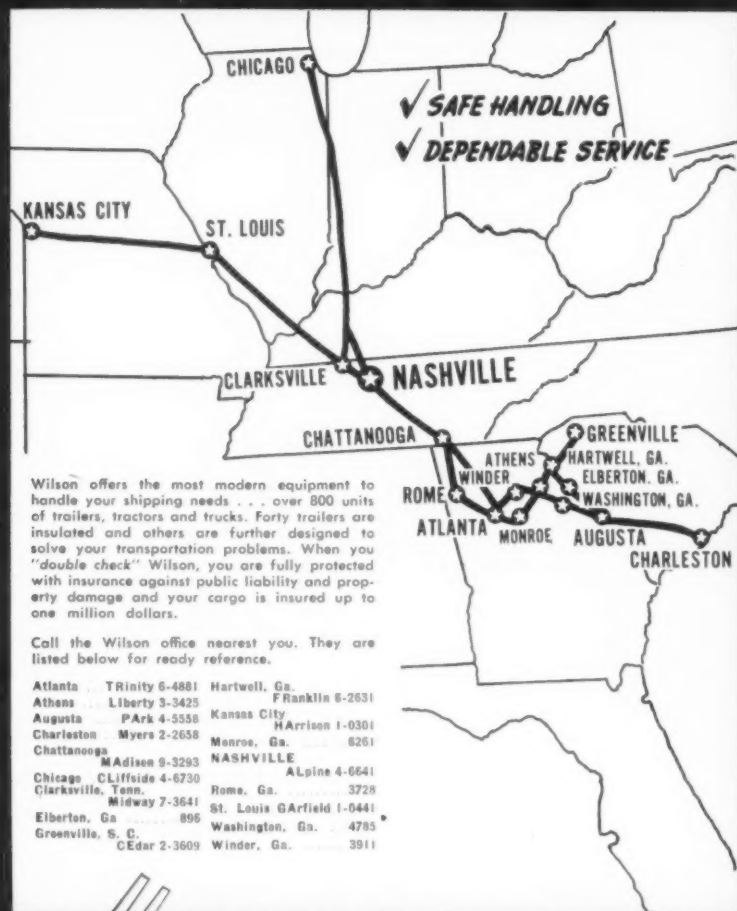 CHICAGO
✓ SAFE HANDLING
✓ DEPENDABLE SERVICE
KANSAS CITY
ST. LOUIS
CLARKSVILLE
NASHVILLE
CHATTANOOGA
GREENVILLE
ATHENS
HARTWELL, GA.
WINDER
ELBERTON, GA.
ROME
WASHINGTON, GA.
ATLANTA
MONROE
AUGUSTA
CHARLESTON
Wilson offers the most modern equipment to
handle your shipping needs . . . over 800 units
of trailers, tractors and trucks. Forty trailers are
insulated and others are further designed to
solve your transportation problems. When you
"double check" Wilson, you are fully protected
with insurance against public liability and prop-
erty damage and your cargo is insured up to
one million dollars.
Call the Wilson office nearest you. They are
listed below for ready reference.
Atlanta TRinity 6-4881
Athens LIberty 3-3425
Augusta PArk 4-5558
Charleston Myers 2-2658
Chattanooga
MAdison 9-3293
Chicago CLiffside 4-6730
Clarksville, Tenn.
Midway 7-3641
Elberton, Ga 896
Greenville, S. C.
CEdar 2-3609
Hartwell, Ga.
FRanklin 6-2631
Kansas City
HArrison 1-0301
Monroe, Ga. 6261
NASHVILLE
ALpine 4-6641
Rome, Ga. 3728
St. Louis GArfield 1-0441
Washington, Ga. 4785
Winder, Ga. 3911